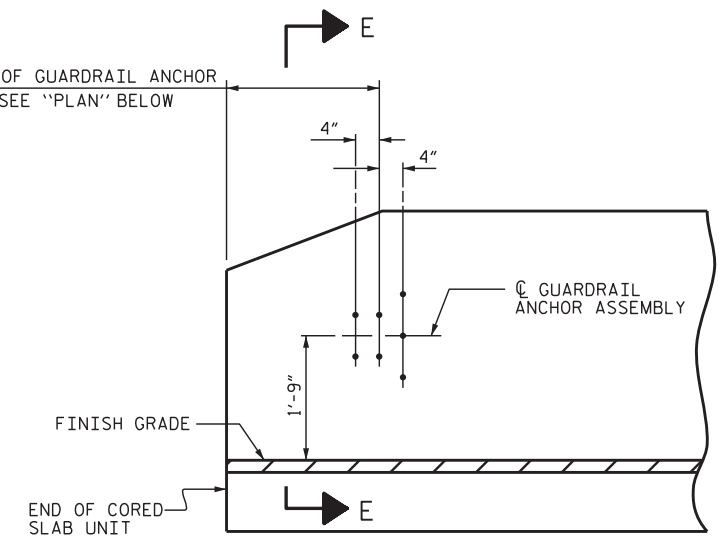 E
OF GUARDRAIL ANCHOR
SEE ‶PLAN″ BELOW
4″
4″
℄ GUARDRAIL
ANCHOR ASSEMBLY
1′-9″
FINISH GRADE
END OF CORED
SLAB UNIT
E